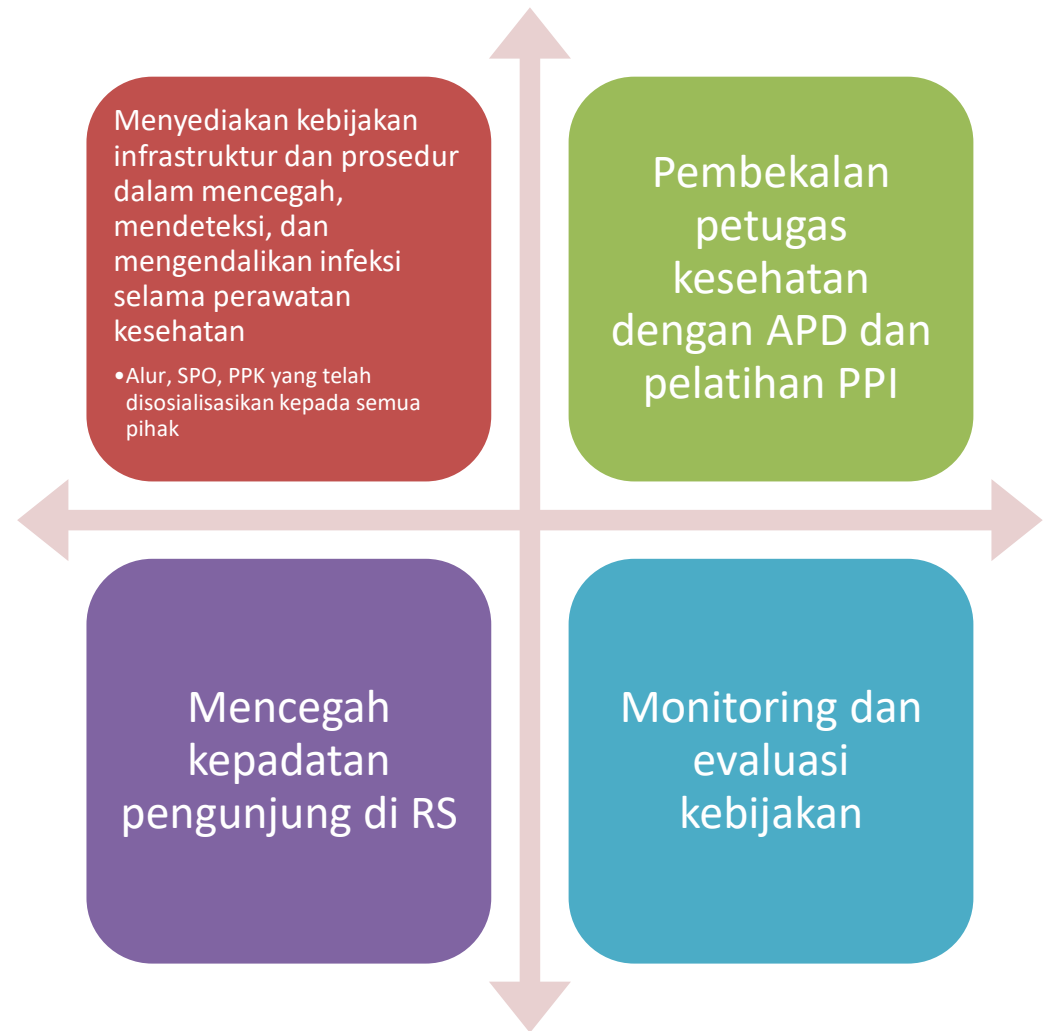 Menyediakan kebijakan
infrastruktur dan prosedur
dalam mencegah,
mendeteksi, dan
mengendalikan infeksi
selama perawatan
kesehatan
•Alur, SPO, PPK yang telah
disosialisasikan kepada semua
pihak
Pembekalan
petugas
kesehatan
dengan APD dan
pelatihan PPI
Mencegah
kepadatan
pengunjung di RS
Monitoring dan
evaluasi
kebijakan